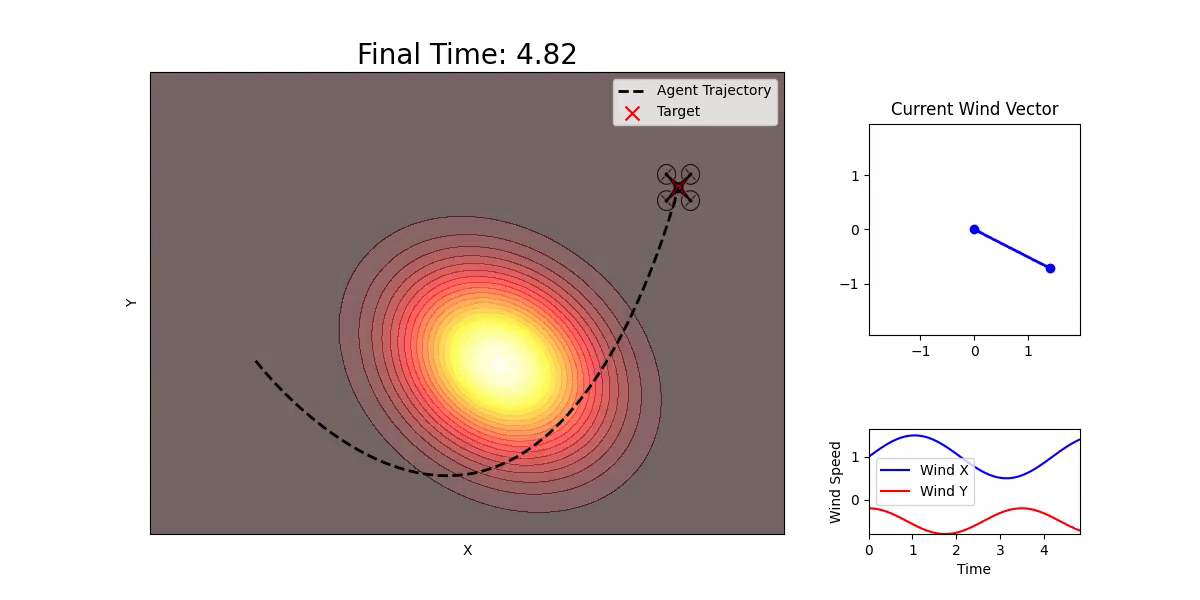 Final Time: 4.82
Agent Trajectory
Target
Y
X
Current Wind Vector
1
0
−1
−1
0
1
Wind Speed
1
0
Wind X
Wind Y
0
1
2
3
4
Time